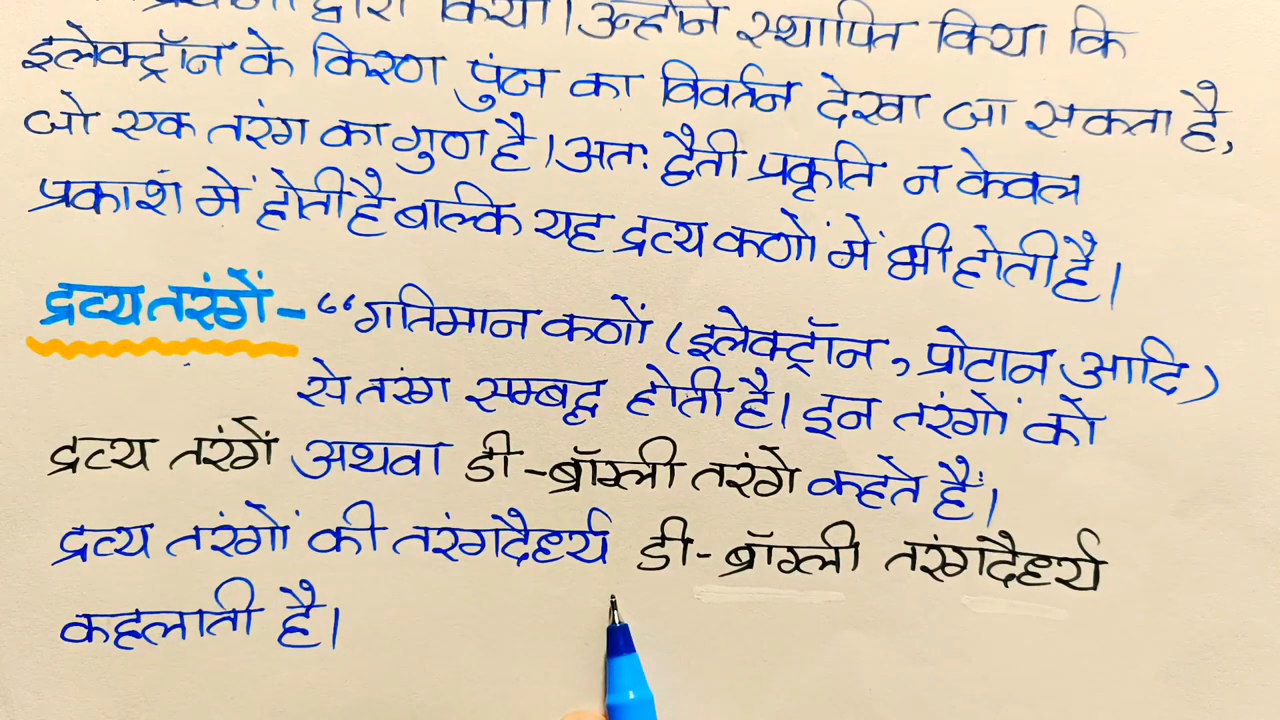 द्वारा किया। उन्होंने स्थापित किया कि
इलेक्ट्रॉन के किरण पुंज का विवर्तन देखा जा सकता है,
जो एक तरंग का गुण है। अतः द्वैती प्रकृति न केवल
प्रकाश में होती है बल्कि यह द्रव्य कणों में भी होती है।
द्रव्य तरंगें - “गतिमान कणों (इलेक्ट्रॉन, प्रोटान आदि)
से तरंग सम्बद्ध होती है। इन तरंगों को
द्रव्य तरंगें अथवा डी-ब्रॉग्ली तरंगे कहते हैं।
द्रव्य तरंगों की तरंगदैर्ध्य डी-ब्रॉग्ली तरंगदैर्ध्य
कहलाती है।